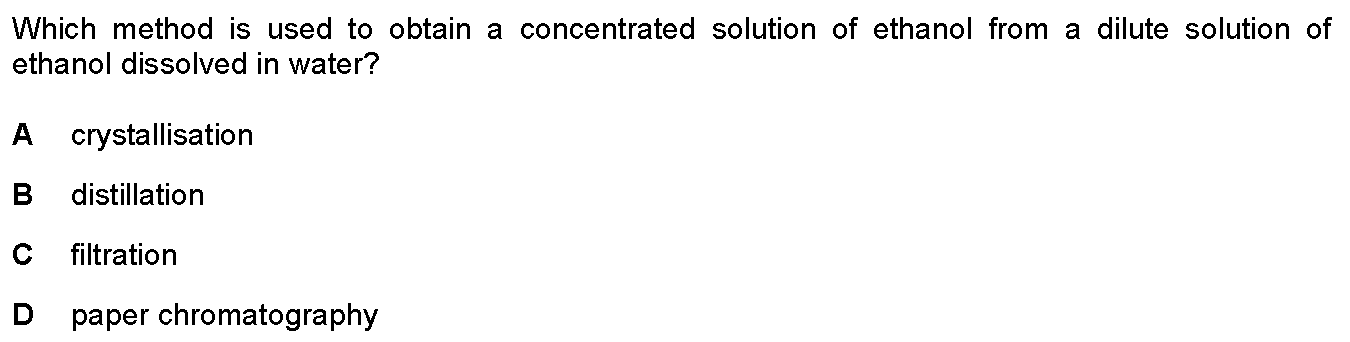 Which method is used to obtain a concentrated solution of ethanol from a dilute solution of
ethanol dissolved in water?
A crystallisation
B distillation
C filtration
D paper chromatography